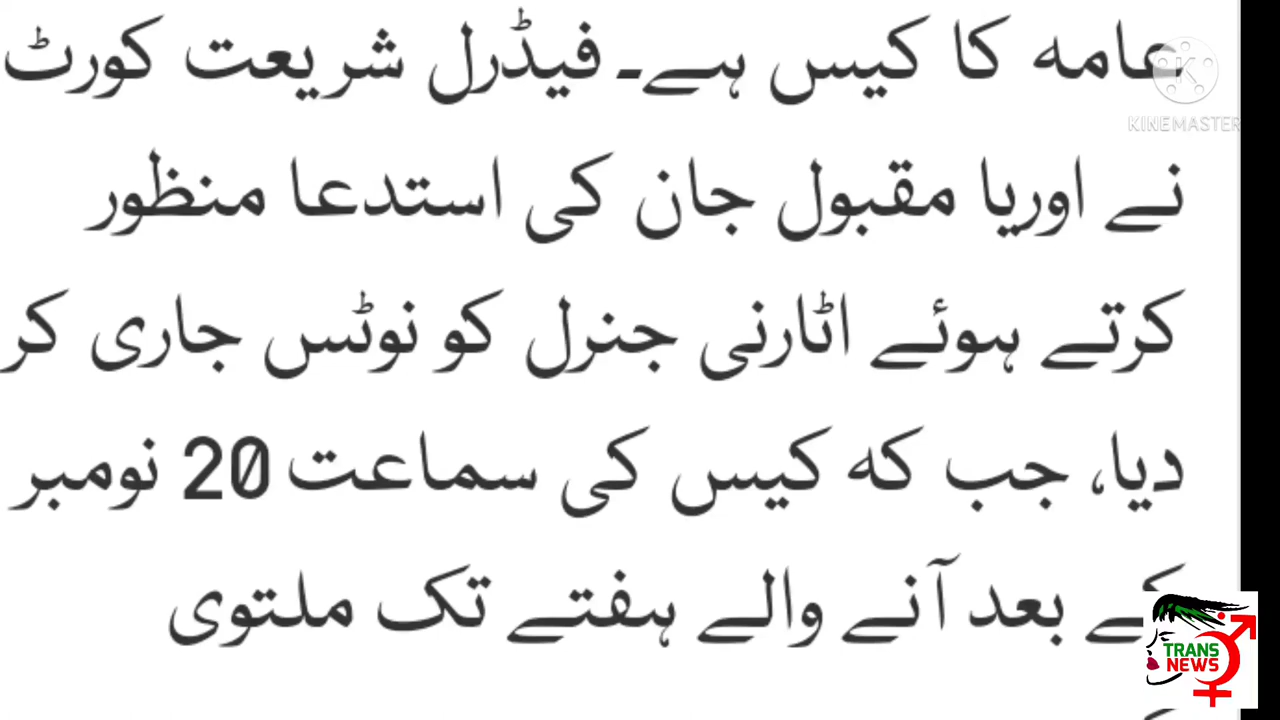 عامہ کا کیس ہے۔ فیڈرل شریعت کورٹ
نے اوریا مقبول جان کی استدعا منظور
کرتے ہوئے اٹارنی جنرل کو نوٹس جاری کر
دیا، جب کہ کیس کی سماعت 20 نومبر
کے بعد آنے والے ہفتے تک ملتوی
KINEMASTER
TRANS
NEWS